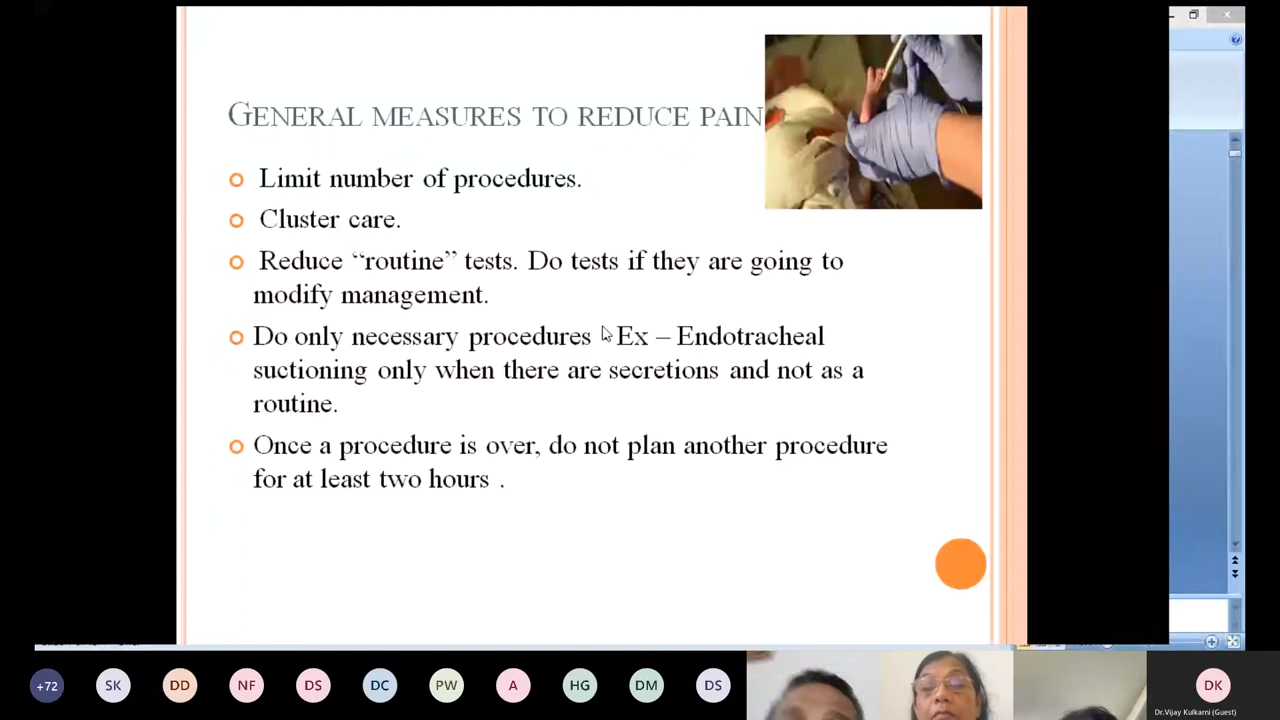 GENERAL MEASURES TO REDUCE PAIN
Limit number of procedures.
Cluster care.
Reduce “routine” tests. Do tests if they are going to
modify management.
Do only necessary procedures Ex – Endotracheal
suctioning only when there are secretions and not as a
routine.
Once a procedure is over, do not plan another procedure
for at least two hours .
+72
SK
DD
NF
DS
DC
PW
A
HG
DM
DS
DK
Dr.Vijay Kulkarni (Guest)